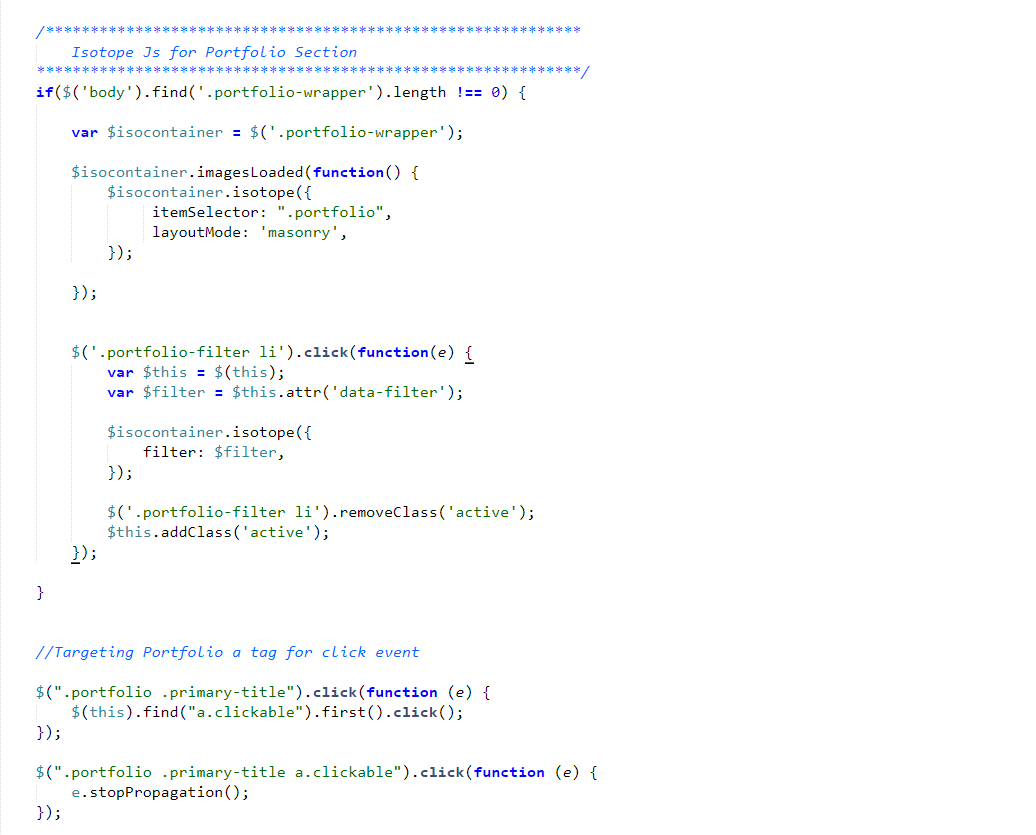 /************************************************************
Isotope Js for Portfolio Section
*************************************************************/
if($('body').find('.portfolio-wrapper').length !== 0) {
var $isocontainer = $('.portfolio-wrapper');
$isocontainer.imagesLoaded(function() {
$isocontainer.isotope({
itemSelector: ".portfolio",
layoutMode: 'masonry',
});
});
$('.portfolio-filter li').click(function(e) {
var $this = $(this);
var $filter = $this.attr('data-filter');
$isocontainer.isotope({
filter: $filter,
});
$('.portfolio-filter li').removeClass('active');
$this.addClass('active');
});
}
//Targeting Portfolio a tag for click event
$(".portfolio .primary-title").click(function (e) {
$(this).find("a.clickable").first().click();
});
$(".portfolio .primary-title a.clickable").click(function (e) {
e.stopPropagation();
});